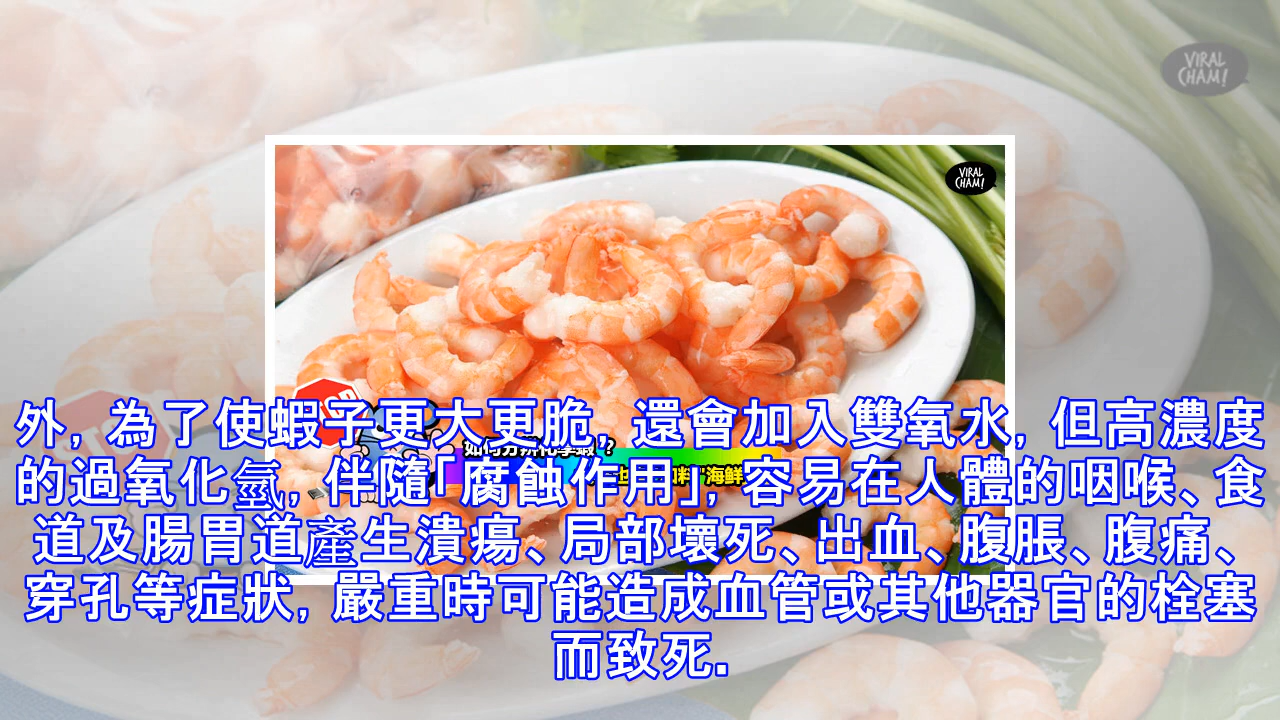 VIRAL
CHAM!
VIRAL
CHAM!
外, 為了使蝦子更大更脆, 還會加入雙氧水, 但高濃度
的過氧化氫, 伴隨「腐蝕作用」, 容易在人體的咽喉、食
道及腸胃道產生潰瘍、局部壞死、出血、腹脹、腹痛、
穿孔等症狀, 嚴重時可能造成血管或其他器官的栓塞
而致死.